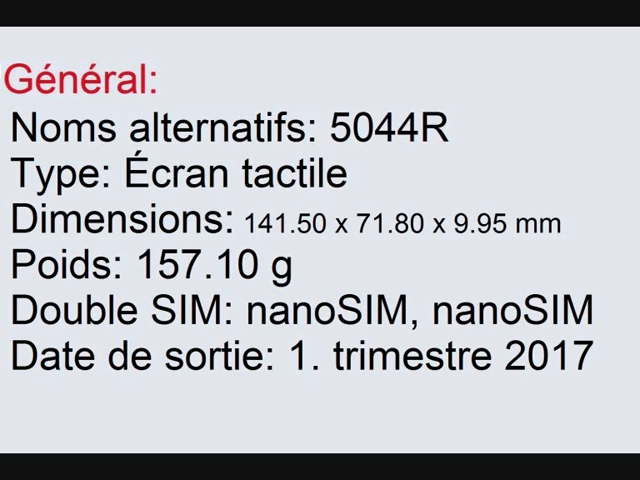 Général:
Noms alternatifs: 5044R
Type: Écran tactile
Dimensions: 141.50 x 71.80 x 9.95 mm
Poids: 157.10 g
Double SIM: nanoSIM, nanoSIM
Date de sortie: 1. trimestre 2017